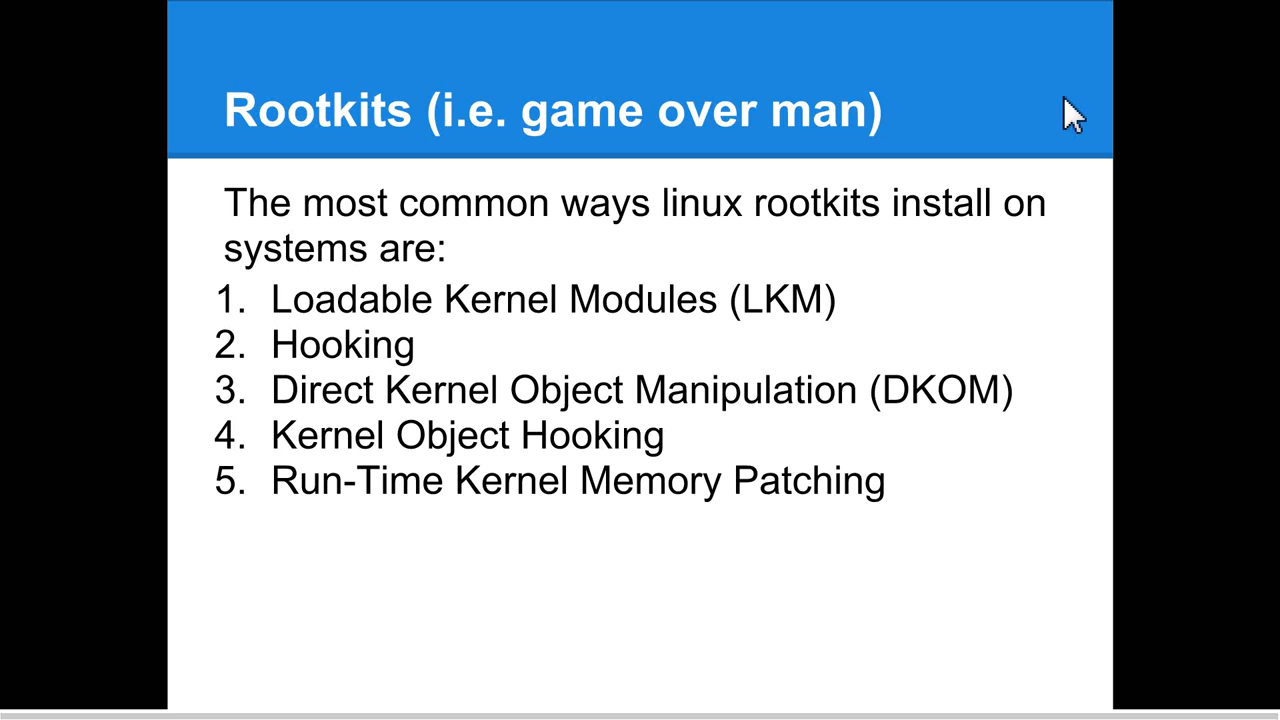 Rootkits (i.e. game over man)
The most common ways linux rootkits install on
systems are:
1. Loadable Kernel Modules (LKM)
2. Hooking
3. Direct Kernel Object Manipulation (DKOM)
4. Kernel Object Hooking
5. Run-Time Kernel Memory Patching